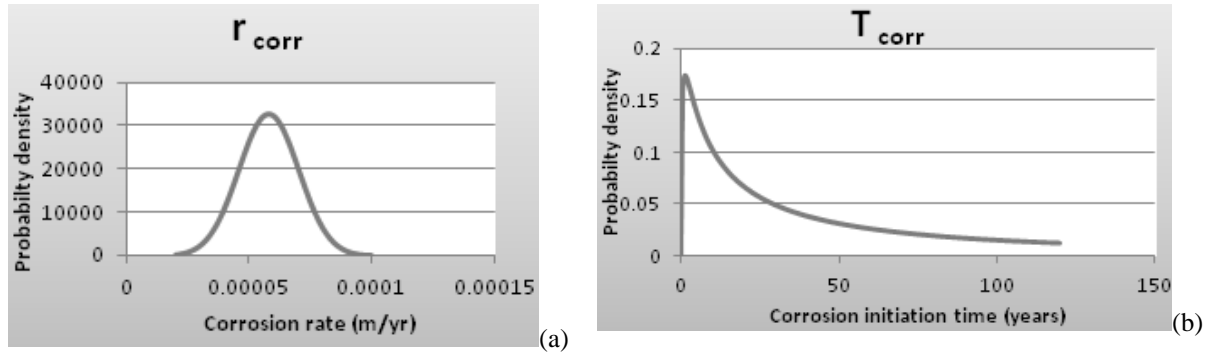 r corr
Probabilty density
40000
30000
20000
10000
0
0
0.00005
0.0001
0.00015
Corrosion rate (m/yr)
(a)
T corr
Probability density
0.2
0.15
0.1
0.05
0
0
50
100
150
Corrosion initiation time (years)
(b)